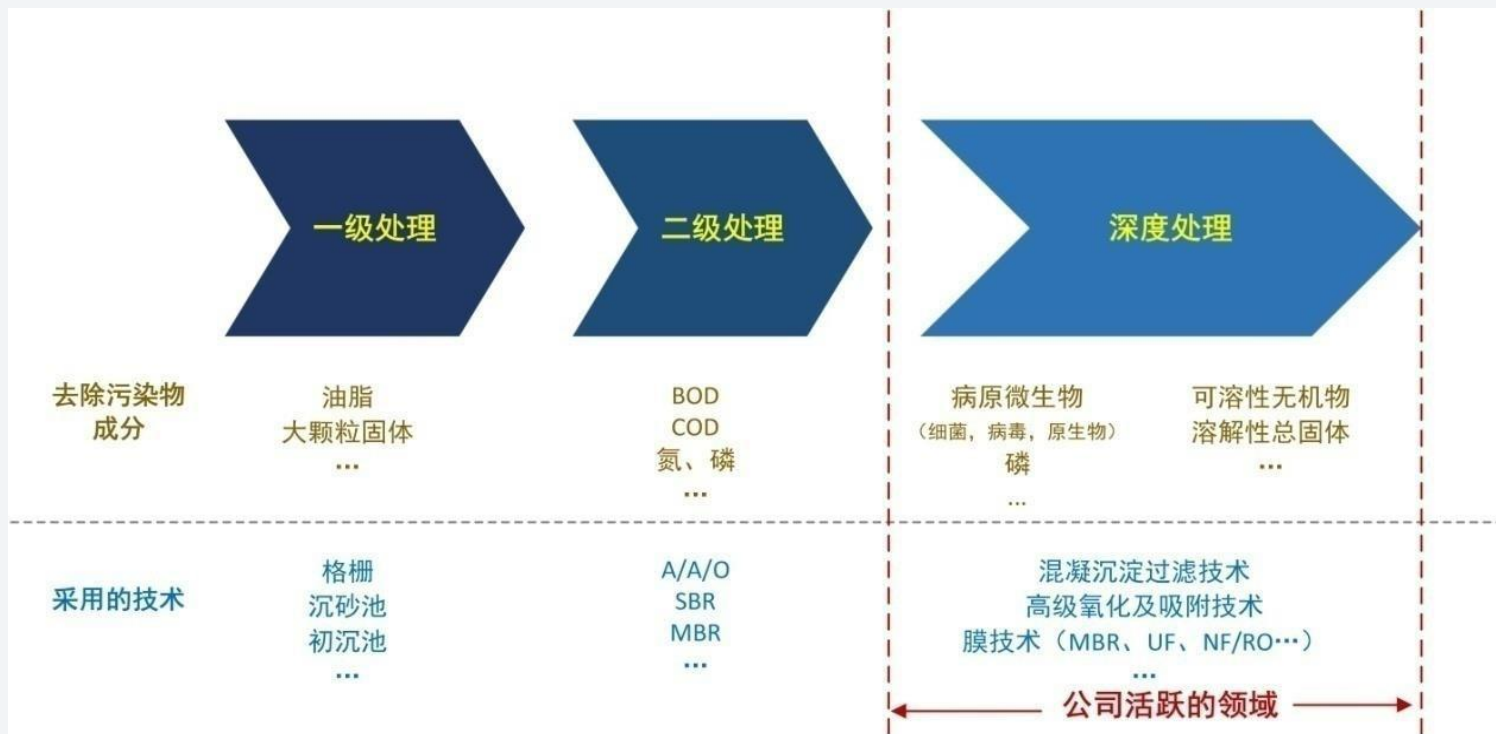 一级处理
二级处理
深度处理
去除污染物
成分
油脂
大颗粒固体
…
BOD
COD
氮、磷
…
病原微生物
（细菌，病毒，原生物）
磷
…
可溶性无机物
溶解性总固体
…
采用的技术
格栅
沉砂池
初沉池
…
A/A/O
SBR
MBR
…
混凝沉淀过滤技术
高级氧化及吸附技术
膜技术（MBR、UF、NF/RO…）
…
公司活跃的领域